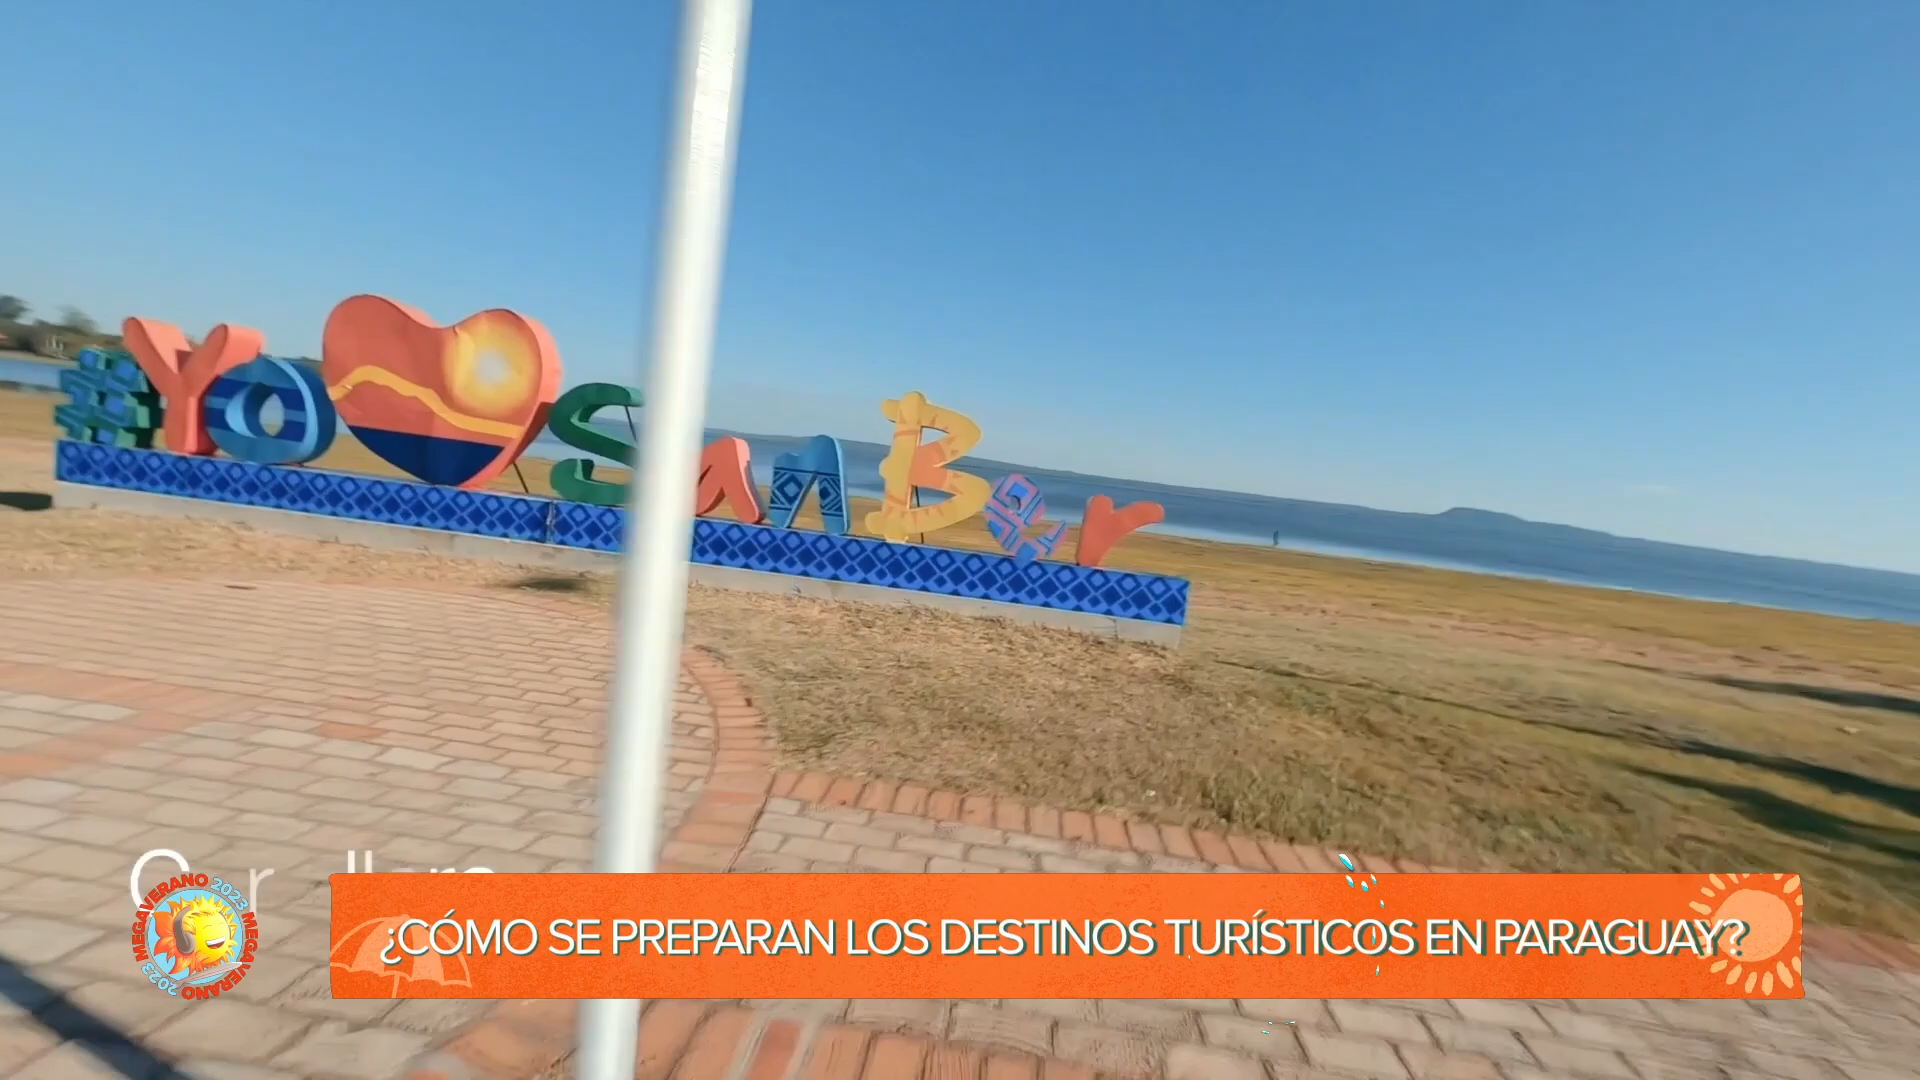 #YO SanBer
MEGAVERANO 2023 MEGAVERANO 2023
¿CÓMO SE PREPARAN LOS DESTINOS TURÍSTICOS EN PARAGUAY?